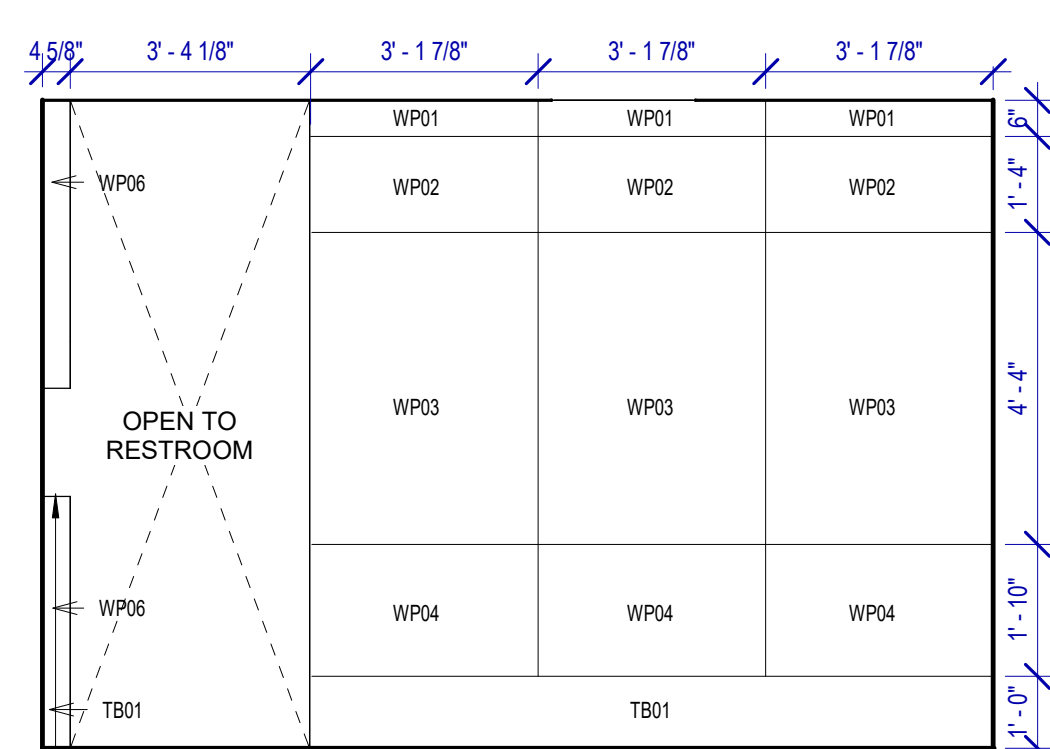 4 5/8" 3' - 4 1/8" 3' - 1 7/8" 3' - 1 7/8" 3' - 1 7/8"
WP01 WP01 WP01 6"
WP06 WP02 WP02 WP02 1' - 4"
WP03 WP03 WP03 4' - 4"
OPEN TO
RESTROOM
WP06 WP04 WP04 WP04 1' - 10"
TB01 TB01 1' - 0"